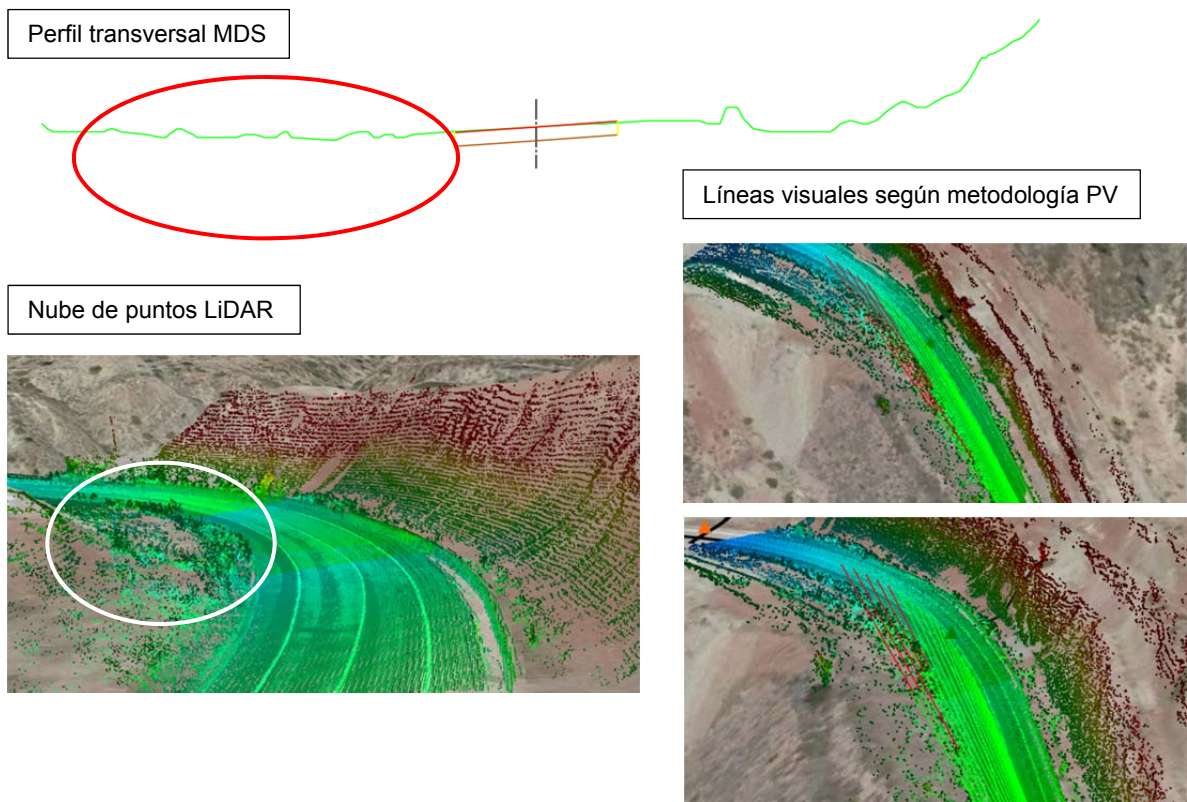 Perfil transversal MDS
Líneas visuales según metodología PV
Nube de puntos LiDAR